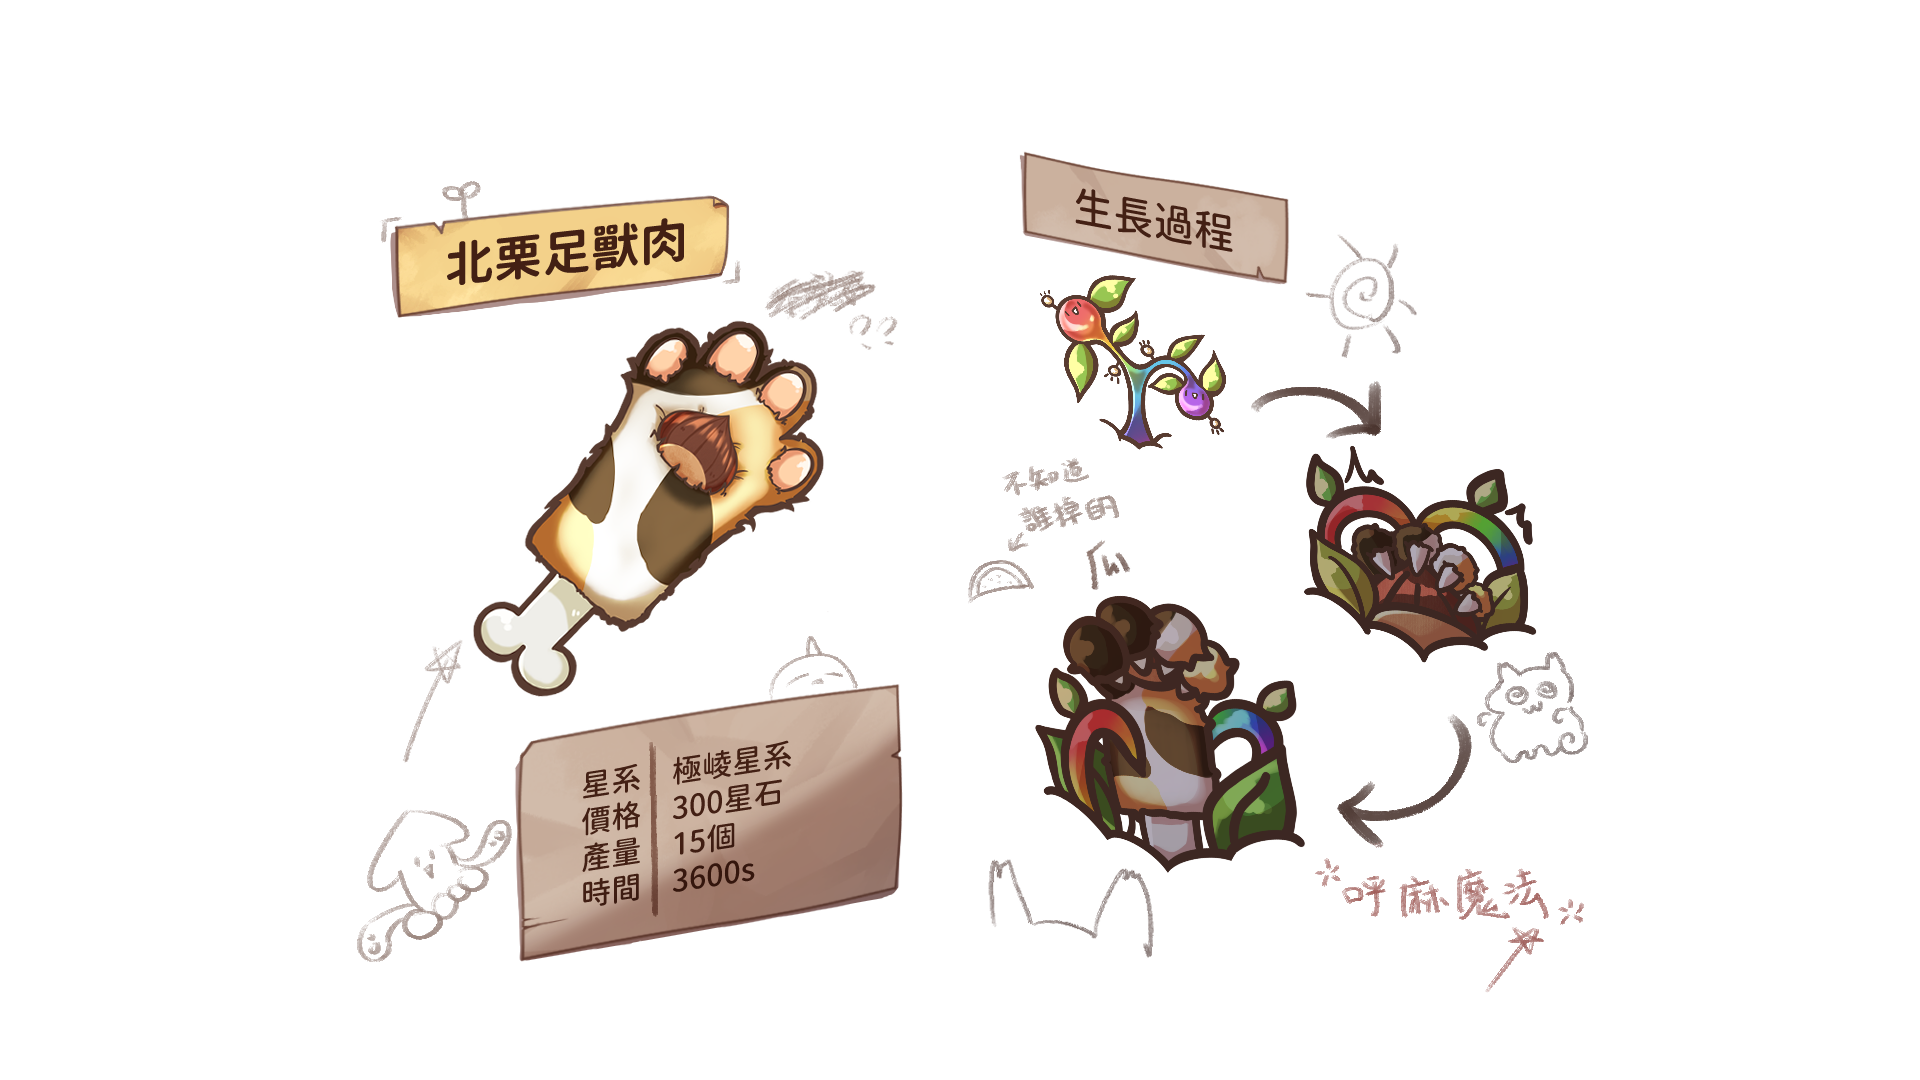 北栗足獸肉
星系 極崚星系
價格 300星石
產量 15個
時間 3600s
生長過程
不知道
誰掉的
呼麻魔法